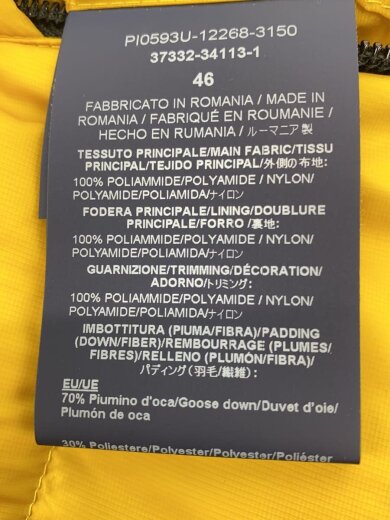 PI0593U-12268-3150
37332-34113-1
46
FABBRICATO IN ROMANIA / MADE IN
ROMANIA / FABRIQUÉ EN ROUMANIE /
HECHO EN RUMANIA / ルーマニア製
TESSUTO PRINCIPALE/MAIN FABRIC/TISSU
PRINCIPAL/TEJIDO PRINCIPAL/外側の布地:
100% POLIAMMIDE/POLYAMIDE / NYLON/
POLYAMIDE/POLIAMIDA/ナイロン
FODERA PRINCIPALE/LINING/DOUBLURE
PRINCIPALE/FORRO /裏地:
100% POLIAMMIDE/POLYAMIDE / NYLON/
POLYAMIDE/POLIAMIDA/ナイロン
GUARNIZIONE/TRIMMING/DÉCORATION/
ADORNO/トリミング:
100% POLIAMMIDE/POLYAMIDE / NYLON/
POLYAMIDE/POLIAMIDA/ナイロン
IMBOTTITURA (PIUMA/FIBRA)/PADDING
(DOWN/FIBER)/REMBOURRAGE (PLUMES/
FIBRES)/RELLENO (PLUMÓN/FIBRA)/
パディング (羽毛/繊維):
EU/UE
70% Piumino d'oca/Goose down/Duvet d'oie/
Plumón de oca
30% Poliestere/Polyester/Polyester/Poliéster